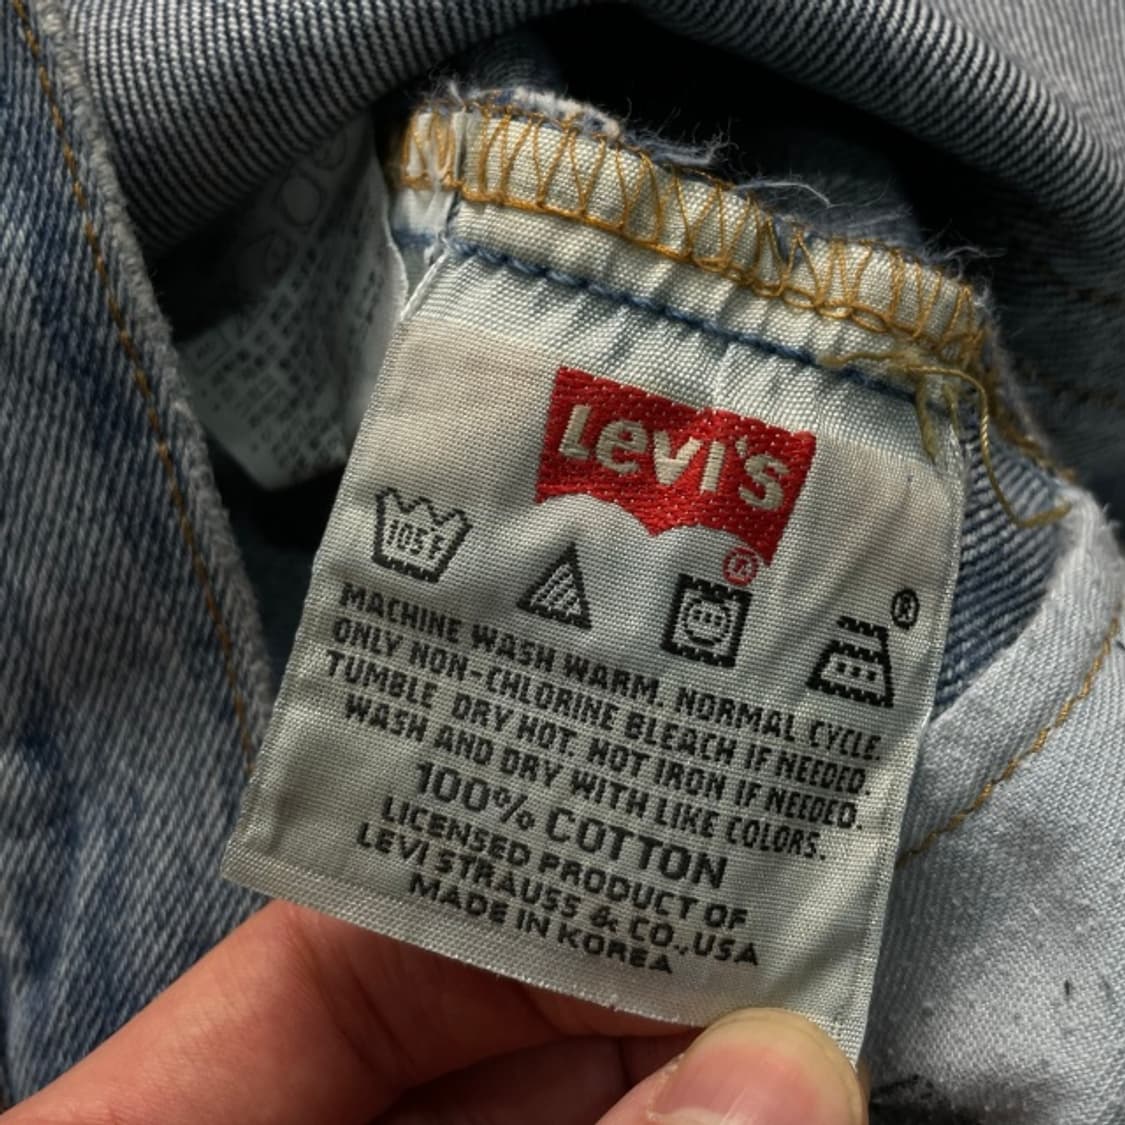 Levi's
®
105F
®
MACHINE WASH WARM. NORMAL CYCLE.
ONLY NON-CHLORINE BLEACH IF NEEDED.
TUMBLE DRY HOT. HOT IRON IF NEEDED.
WASH AND DRY WITH LIKE COLORS.
100% COTTON
LICENSED PRODUCT OF
LEVI STRAUSS & CO., USA
MADE IN KOREA